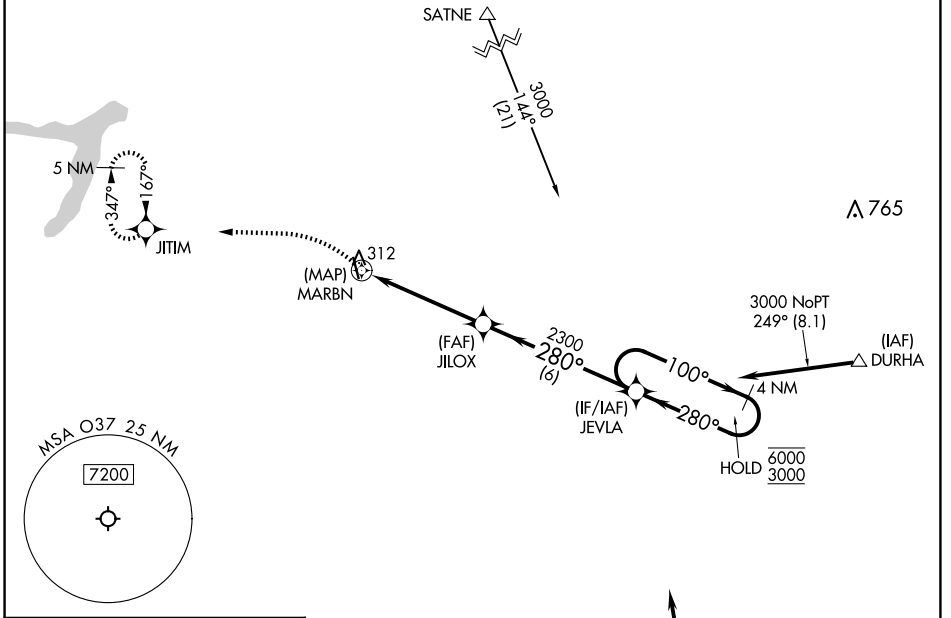 SATNE
3000
144°
(21)
5 NM
347°
167°
JITIM
765
312
(MAP)
MARBN
3000 NoPT
249° (8.1)
(IAF)
DURHA
(FAF)
JILOX
2300
280°
(6)
100°
4 NM
(IF/IAF)
JEVLA
280°
HOLD 6000
3000
MSA O37 25 NM
7200